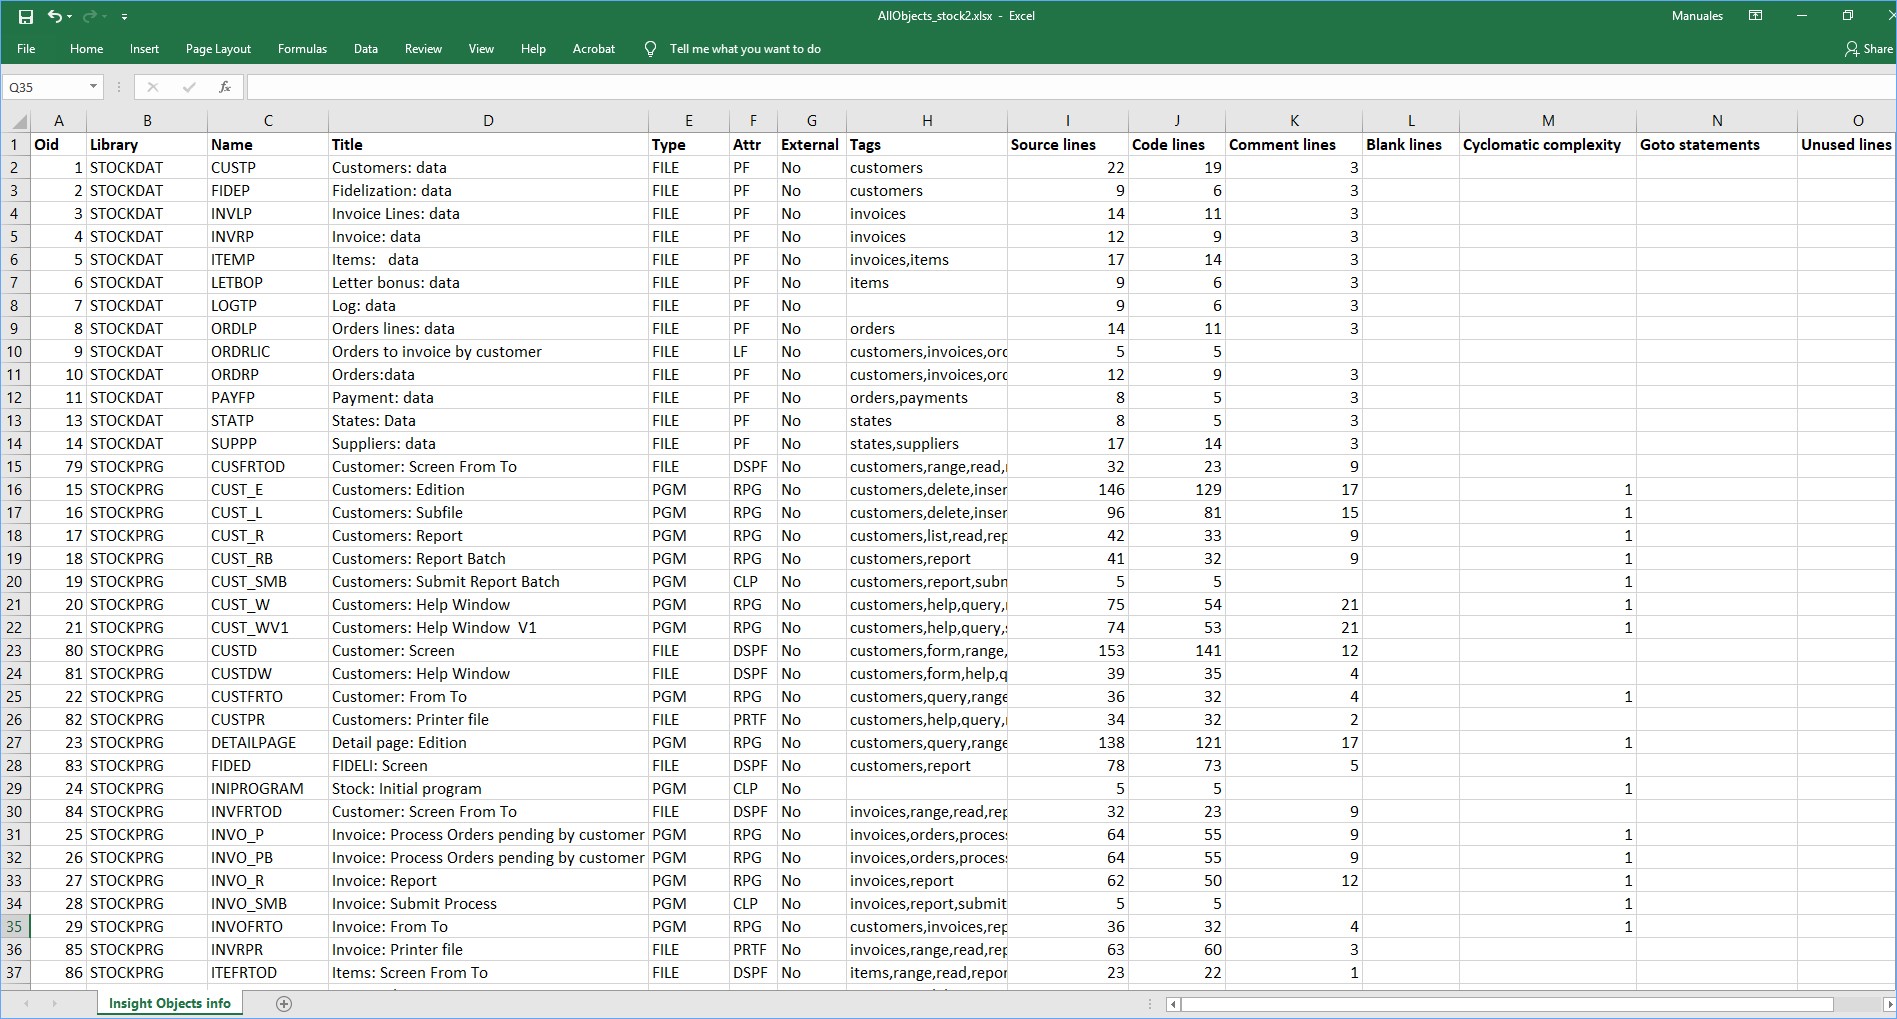 AllObjects_stock2.xlsx - Excel
Manuales
File Home Insert Page Layout Formulas Data Review View Help Acrobat Tell me what you want to do Share
Q35 fx
A B C D E F G H I J K L M N O
1 Oid Library Name Title Type Attr External Tags Source lines Code lines Comment lines Blank lines Cyclomatic complexity Goto statements Unused lines
2 1 STOCKDAT CUSTP Customers: data FILE PF No customers 22 19 3
3 2 STOCKDAT FIDEP Fidelization: data FILE PF No customers 9 6 3
4 3 STOCKDAT INVLP Invoice Lines: data FILE PF No invoices 14 11 3
5 4 STOCKDAT INVRP Invoice: data FILE PF No invoices 12 9 3
6 5 STOCKDAT ITEMP Items: data FILE PF No invoices,items 17 14 3
7 6 STOCKDAT LETBOP Letter bonus: data FILE PF No items 9 6 3
8 7 STOCKDAT LOGTP Log: data FILE PF No 9 6 3
9 8 STOCKDAT ORDLP Orders lines: data FILE PF No orders 14 11 3
10 9 STOCKDAT ORDRLIC Orders to invoice by customer FILE LF No customers,invoices,orc 5 5
11 10 STOCKDAT ORDRP Orders:data FILE PF No customers,invoices,orc 12 9 3
12 11 STOCKDAT PAYFP Payment: data FILE PF No orders,payments 8 5 3
13 13 STOCKDAT STATP States: Data FILE PF No states 8 5 3
14 14 STOCKDAT SUPPP Suppliers: data FILE PF No states,suppliers 17 14 3
15 79 STOCKPRG CUSFRTOD Customer: Screen From To FILE DSPF No customers,range,read, 32 23 9
16 15 STOCKPRG CUST_E Customers: Edition PGM RPG No customers,delete,inser 146 129 17 1
17 16 STOCKPRG CUST_L Customers: Subfile PGM RPG No customers,delete,inser 96 81 15 1
18 17 STOCKPRG CUST_R Customers: Report PGM RPG No customers,list,read,rep 42 33 9 1
19 18 STOCKPRG CUST_RB Customers: Report Batch PGM RPG No customers,report 41 32 9 1
20 19 STOCKPRG CUST_SMB Customers: Submit Report Batch PGM CLP No customers,report,subn 5 5 1
21 20 STOCKPRG CUST_W Customers: Help Window PGM RPG No customers,help,query, 75 54 21 1
22 21 STOCKPRG CUST_WV1 Customers: Help Window V1 PGM RPG No customers,help,query, 74 53 21 1
23 80 STOCKPRG CUSTD Customer: Screen FILE DSPF No customers,form,range, 153 141 12
24 81 STOCKPRG CUSTDW Customers: Help Window FILE DSPF No customers,form,help,q 39 35 4
25 22 STOCKPRG CUSTFRTO Customer: From To PGM RPG No customers,query,range 36 32 4 1
26 82 STOCKPRG CUSTPR Customers: Printer file FILE PRTF No customers,help,query, 34 32 2
27 23 STOCKPRG DETAILPAGE Detail page: Edition PGM RPG No customers,query,range 138 121 17 1
28 83 STOCKPRG FIDED FIDELI: Screen FILE DSPF No customers,report 78 73 5
29 24 STOCKPRG INIPROGRAM Stock: Initial program PGM CLP No 5 5 1
30 84 STOCKPRG INVFRTOD Customer: Screen From To FILE DSPF No invoices,range,read,rep 32 23 9
31 25 STOCKPRG INVO_P Invoice: Process Orders pending by customer PGM RPG No invoices,orders,proces 64 55 9 1
32 26 STOCKPRG INVO_PB Invoice: Process Orders pending by customer PGM RPG No invoices,orders,proces 64 55 9 1
33 27 STOCKPRG INVO_R Invoice: Report PGM RPG No invoices,report 62 50 12 1
34 28 STOCKPRG INVO_SMB Invoice: Submit Process PGM CLP No invoices,report,submit 5 5 1
35 29 STOCKPRG INVOFRTO Invoice: From To PGM RPG No customers,invoices,rep 36 32 4 1
36 85 STOCKPRG INVRPR Invoice: Printer file FILE PRTF No invoices,range,read,rep 63 60 3
37 86 STOCKPRG ITEFRTOD Items: Screen From To FILE DSPF No items,range,read,repor 23 22 1
Insight Objects info